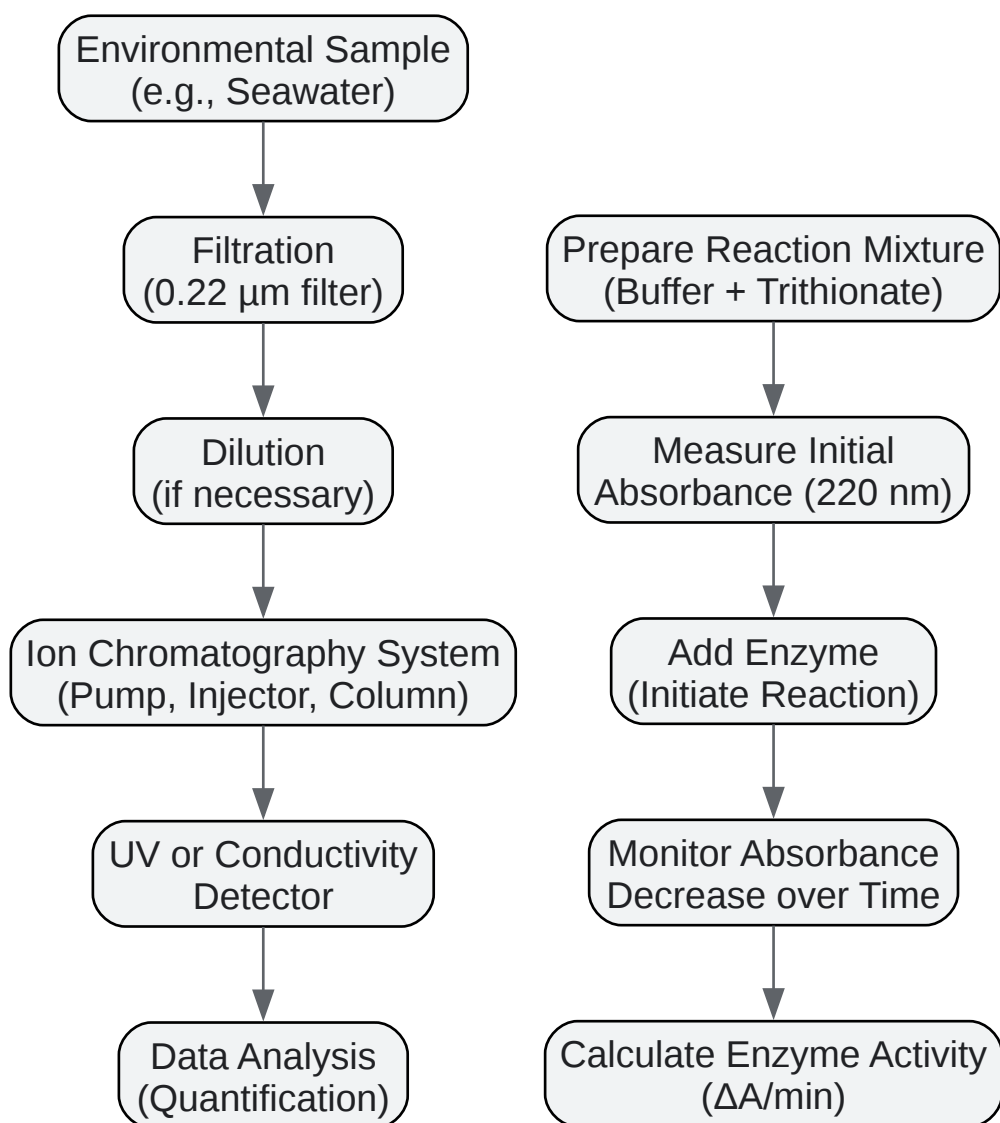 Environmental Sample
(e.g., Seawater)
Filtration
(0.22 µm filter)
Dilution
(if necessary)
Ion Chromatography System
(Pump, Injector, Column)
UV or Conductivity
Detector
Data Analysis
(Quantification)
Prepare Reaction Mixture
(Buffer + Trithionate)
Measure Initial
Absorbance (220 nm)
Add Enzyme
(Initiate Reaction)
Monitor Absorbance
Decrease over Time
Calculate Enzyme Activity
(ΔA/min)